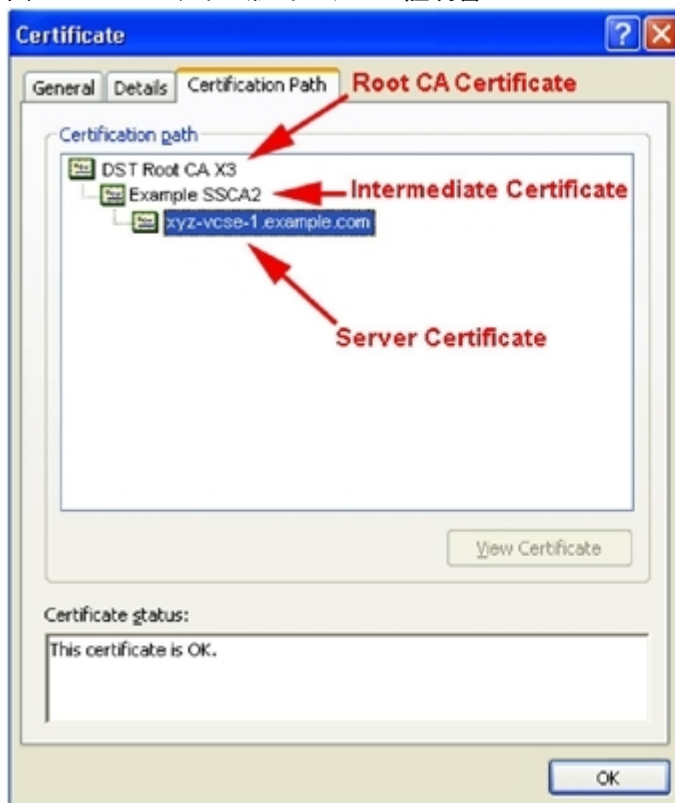 Certificate
General Details Certification Path
Root CA Certificate
Certification path
DST Root CA X3
Example SSCA2
Intermediate Certificate
xyz-vcse-1.example.com
Server Certificate
View Certificate
Certificate status:
This certificate is OK.
OK